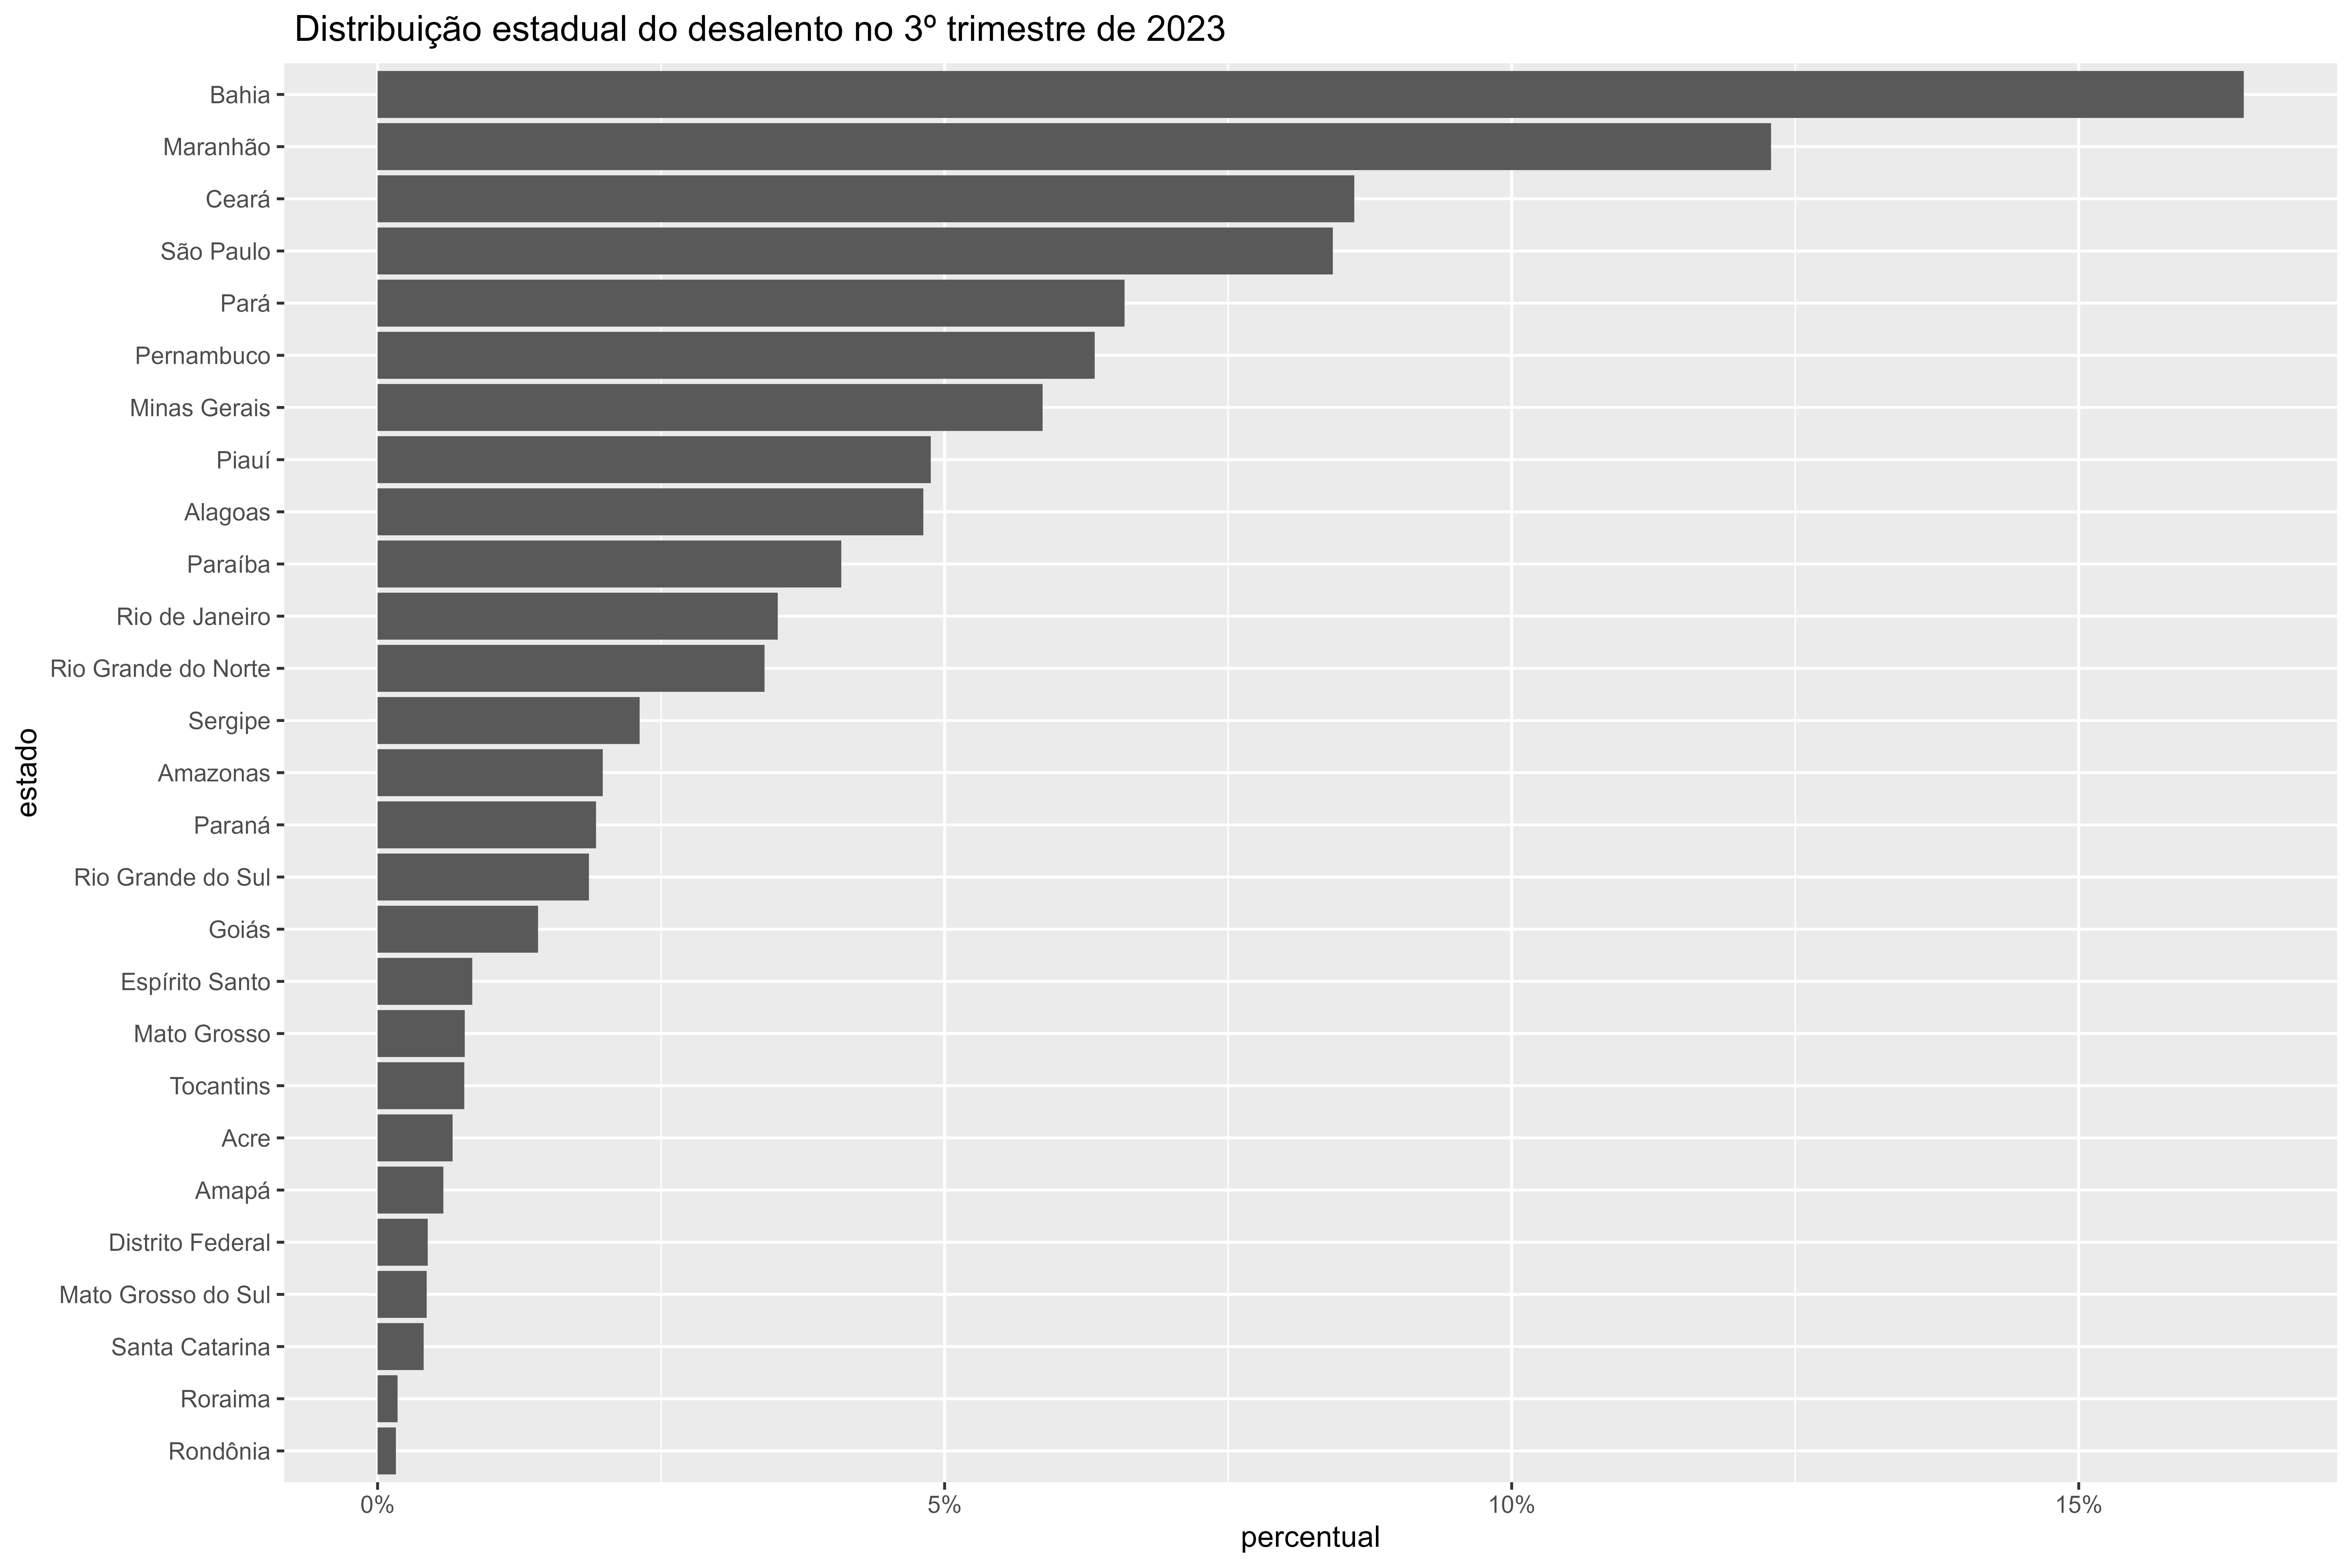 Distribuição estadual do desalento no 3º trimestre de 2023
Bahia
Maranhão
Ceará
São Paulo
Pará
Pernambuco
Minas Gerais
Piauí
Alagoas
Paraíba
Rio de Janeiro
Rio Grande do Norte
Sergipe
Amazonas
Paraná
Rio Grande do Sul
Goiás
Espírito Santo
Mato Grosso
Tocantins
Acre
Amapá
Distrito Federal
Mato Grosso do Sul
Santa Catarina
Roraima
Rondônia
estado
0% 5% 10% 15%
percentual